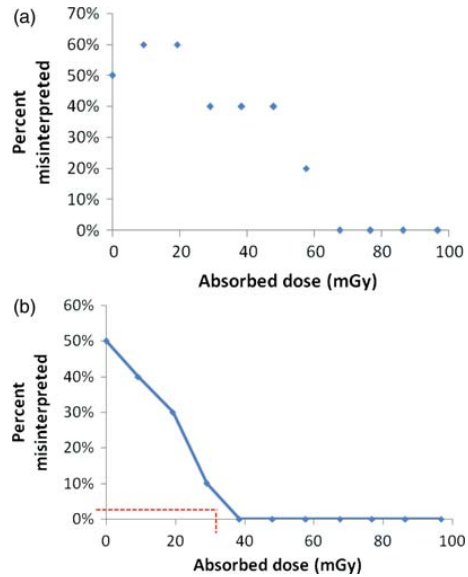 (a)
70%
60%
50%
40%
30%
20%
10%
0%
0 20 40 60 80 100
Percent
misinterpreted
Absorbed dose (mGy)
(b)
60%
50%
40%
30%
20%
10%
0%
0 20 40 60 80 100
Percent
misinterpreted
Absorbed dose (mGy)